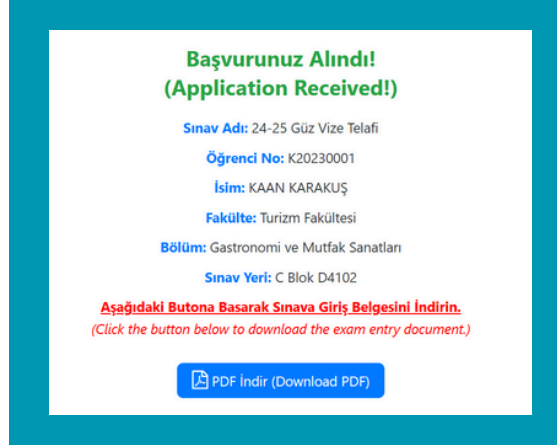 Başvurunuz Alındı!
(Application Received!)
Sınav Adı: 24-25 Güz Vize Telafi
Öğrenci No: K20230001
İsim: KAAN KARAKUŞ
Fakülte: Turizm Fakültesi
Bölüm: Gastronomi ve Mutfak Sanatları
Sınav Yeri: C Blok D4102
Aşağıdaki Butona Basarak Sınava Giriş Belgesini İndirin.
(Click the button below to download the exam entry document.)
PDF İndir (Download PDF)